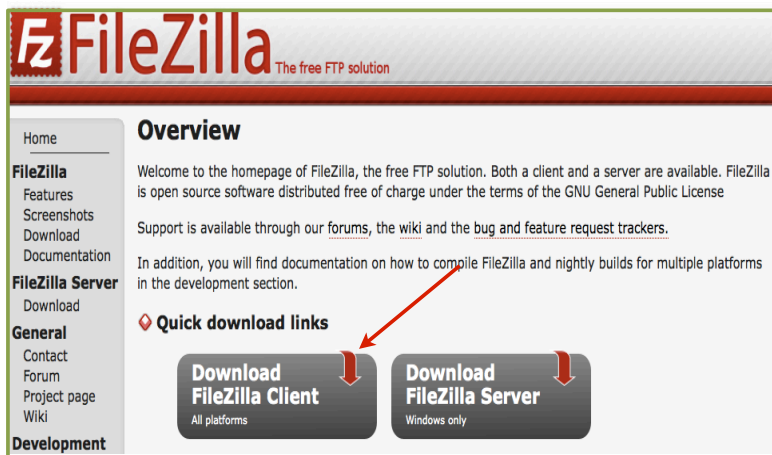 FZ FileZilla The free FTP solution
Home
FileZilla
Features
Screenshots
Download
Documentation
FileZilla Server
Download
General
Contact
Forum
Project page
Wiki
Development
Overview
Welcome to the homepage of FileZilla, the free FTP solution. Both a client and a server are available. FileZilla
is open source software distributed free of charge under the terms of the GNU General Public License
Support is available through our forums, the wiki and the bug and feature request trackers.
In addition, you will find documentation on how to compile FileZilla and nightly builds for multiple platforms
in the development section.
Quick download links
Download
FileZilla Client
All platforms
Download
FileZilla Server
Windows only